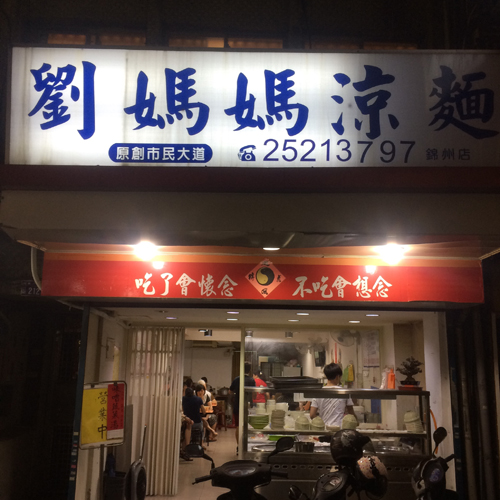 劉媽媽涼麵
原創市民大道 ☎25213797 錦州店
吃了會懷念 不吃會想念
營業中